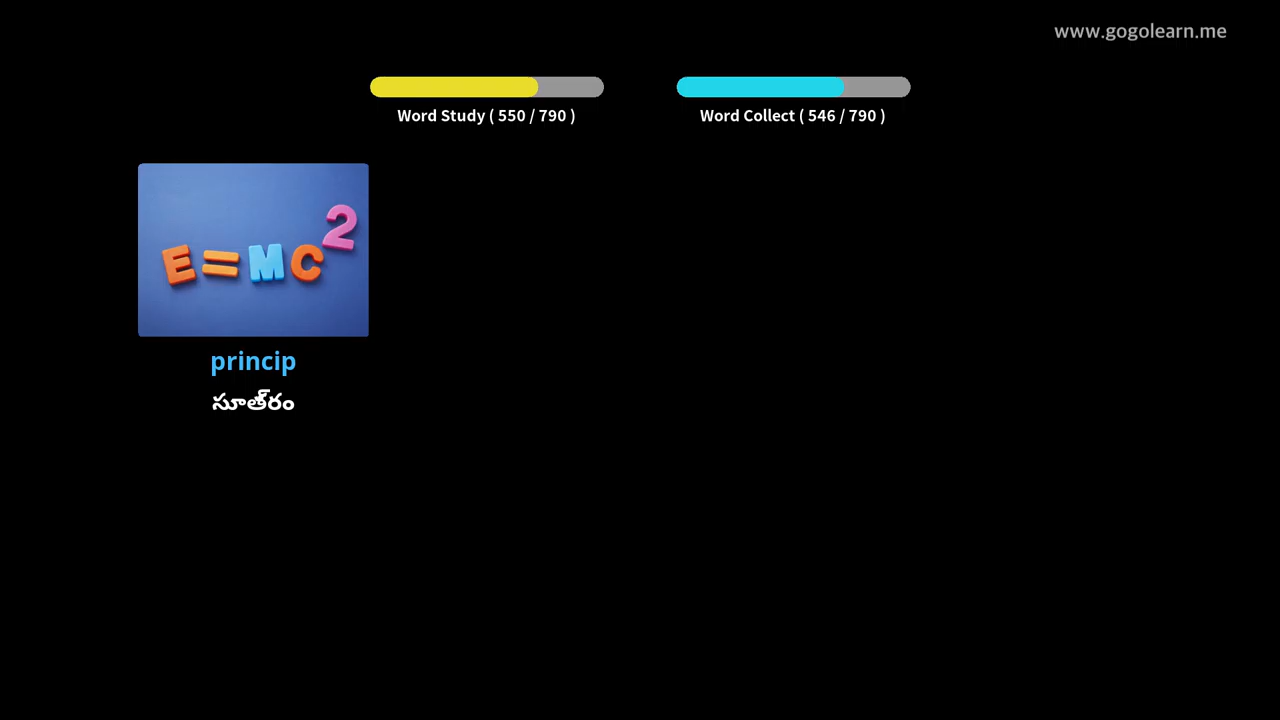 www.gogolearn.me
Word Study ( 550 / 790 )
Word Collect ( 546 / 790 )
E=MC²
princip
సూత్రం